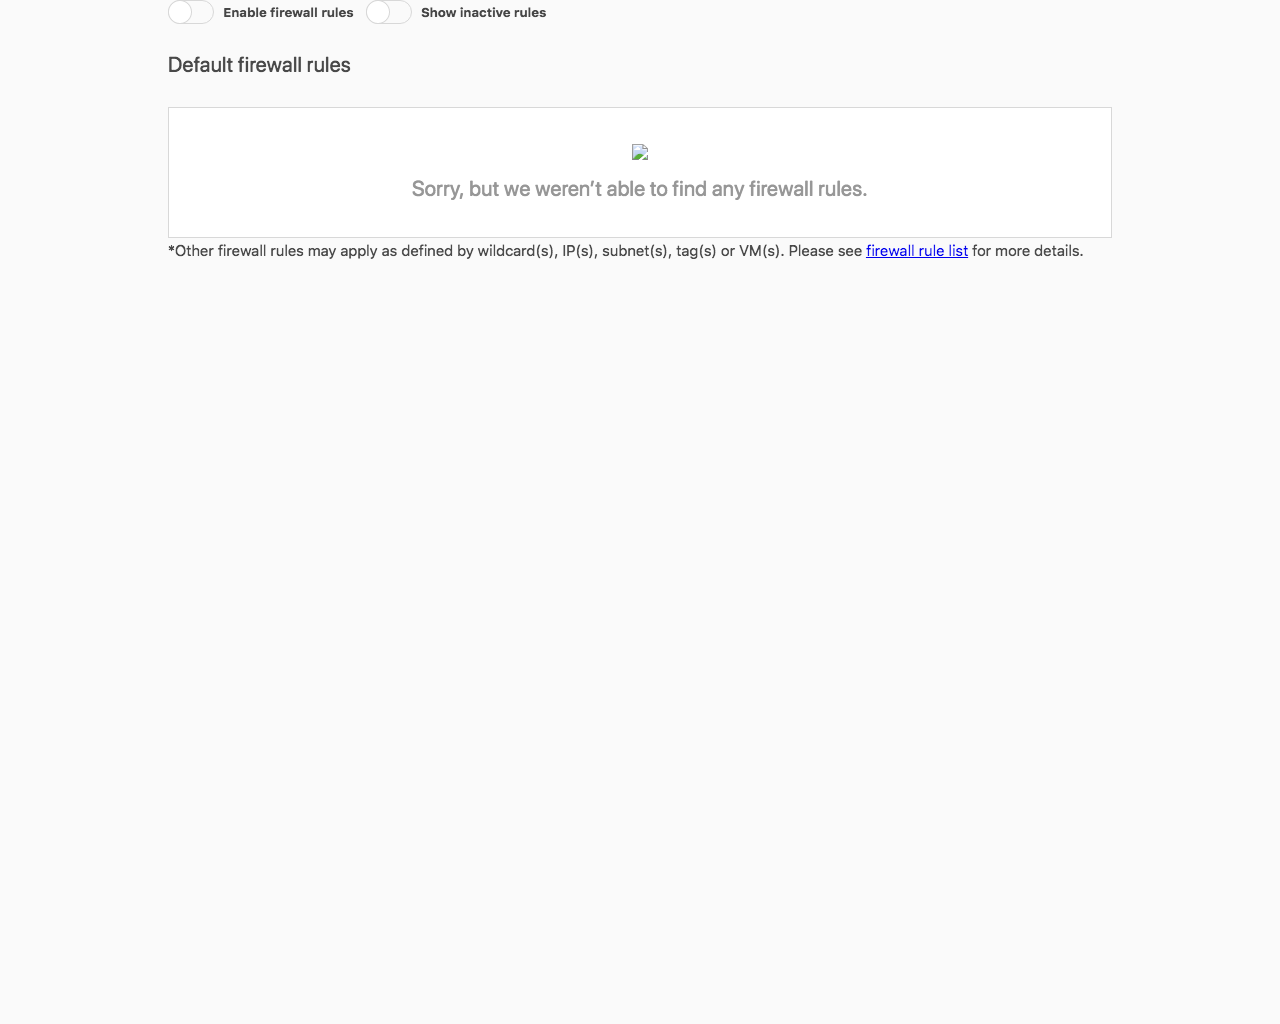 Enable firewall rules Show inactive rules
Default firewall rules
Sorry, but we weren’t able to find any firewall rules.
*Other firewall rules may apply as defined by wildcard(s), IP(s), subnet(s), tag(s) or VM(s). Please see firewall rule list for more details.